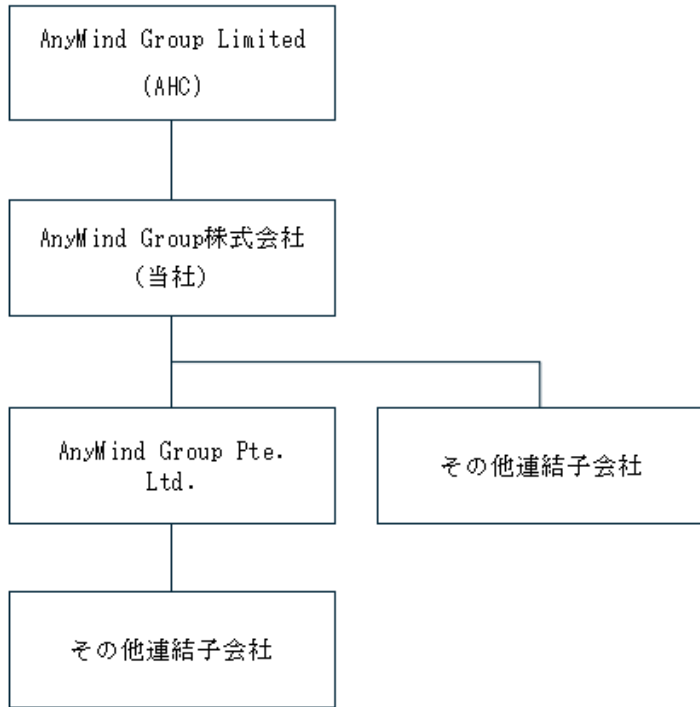 AnyMind Group Limited
(AHC)
AnyMind Group株式会社
(当社)
AnyMind Group Pte.
Ltd.
その他連結子会社
その他連結子会社